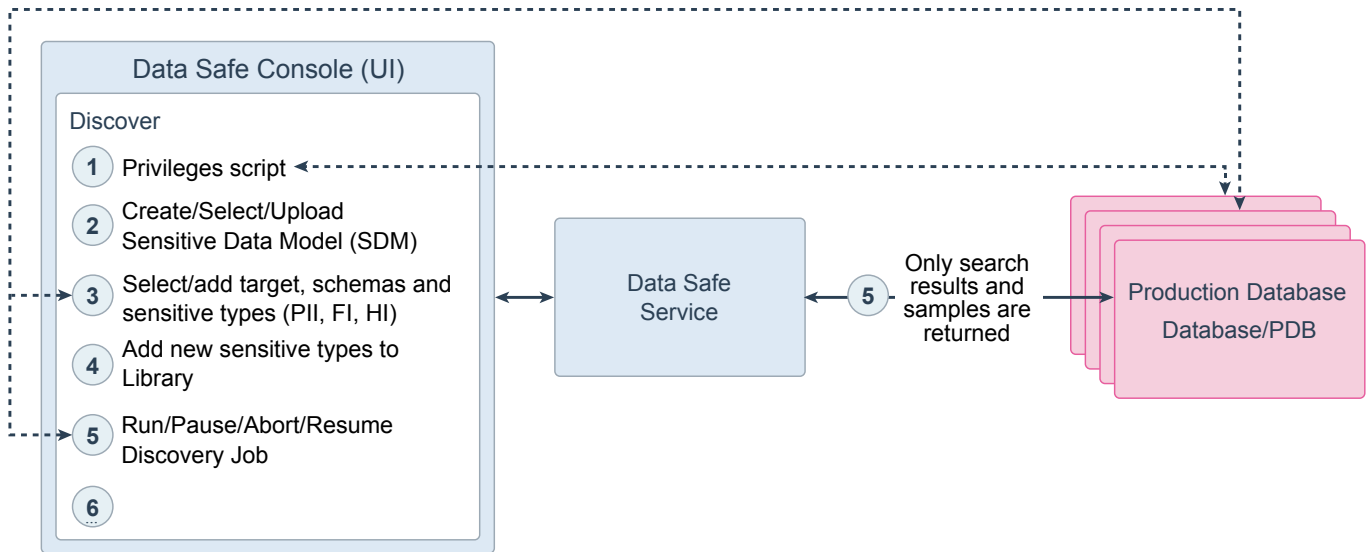 Data Safe Console (UI)
Discover
1 Privileges script
2 Create/Select/Upload
Sensitive Data Model (SDM)
3 Select/add target, schemas and
sensitive types (PII, FI, HI)
4 Add new sensitive types to
Library
5 Run/Pause/Abort/Resume
Discovery Job
6
...
Data Safe
Service
5
Only search
results and
samples are
returned
Production Database
Database/PDB